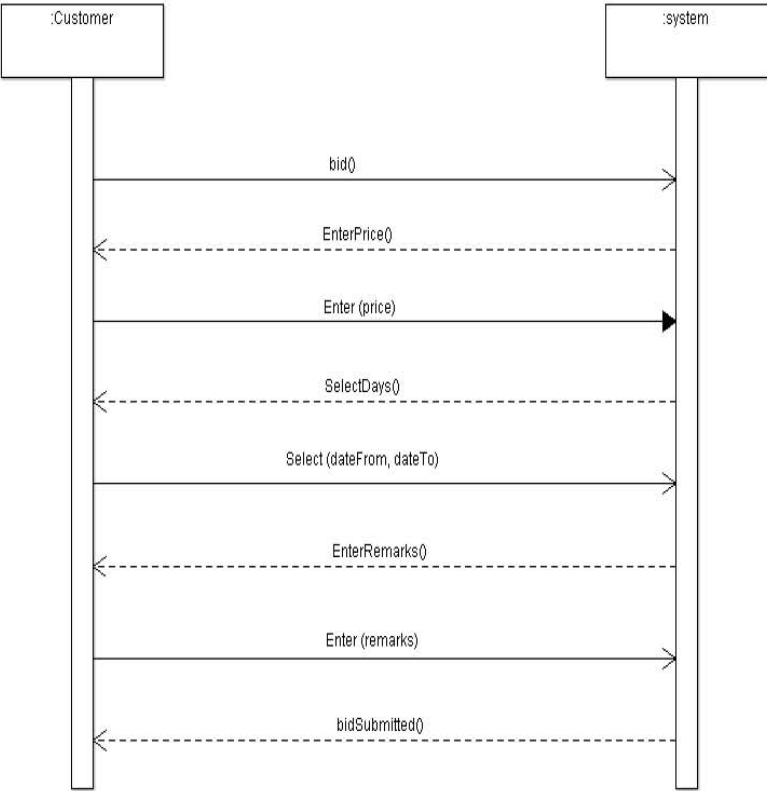 :Customer
:system
bid()
EnterPrice()
Enter (price)
SelectDays()
Select (dateFrom, dateTo)
EnterRemarks()
Enter (remarks)
bidSubmitted()